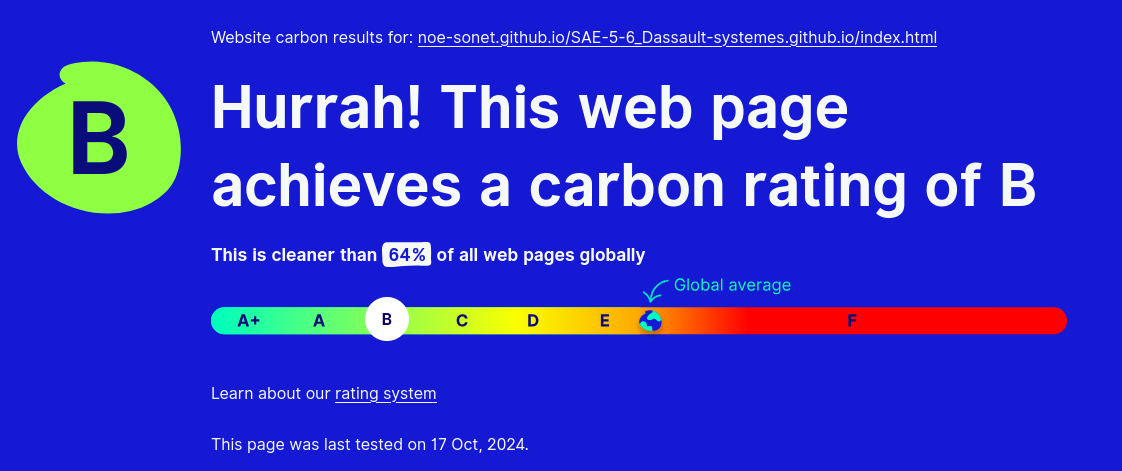 Website carbon results for: noe-sonet.github.io/SAE-5-6_Dassault-systemes.github.io/index.html
B
Hurrah! This web page
achieves a carbon rating of B
This is cleaner than 64% of all web pages globally
Global average
A+ A B C D E F
Learn about our rating system
This page was last tested on 17 Oct, 2024.